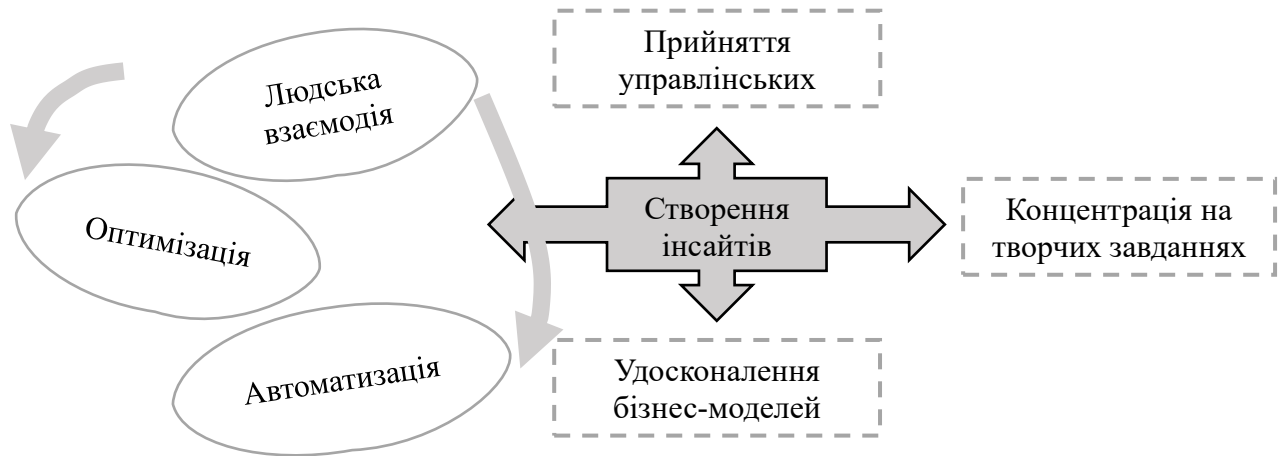 Людська
взаємодія
Оптимізація
Автоматизація
Прийняття
управлінських
Створення
інсайтів
Концентрація на
творчих завданнях
Удосконалення
бізнес-моделей